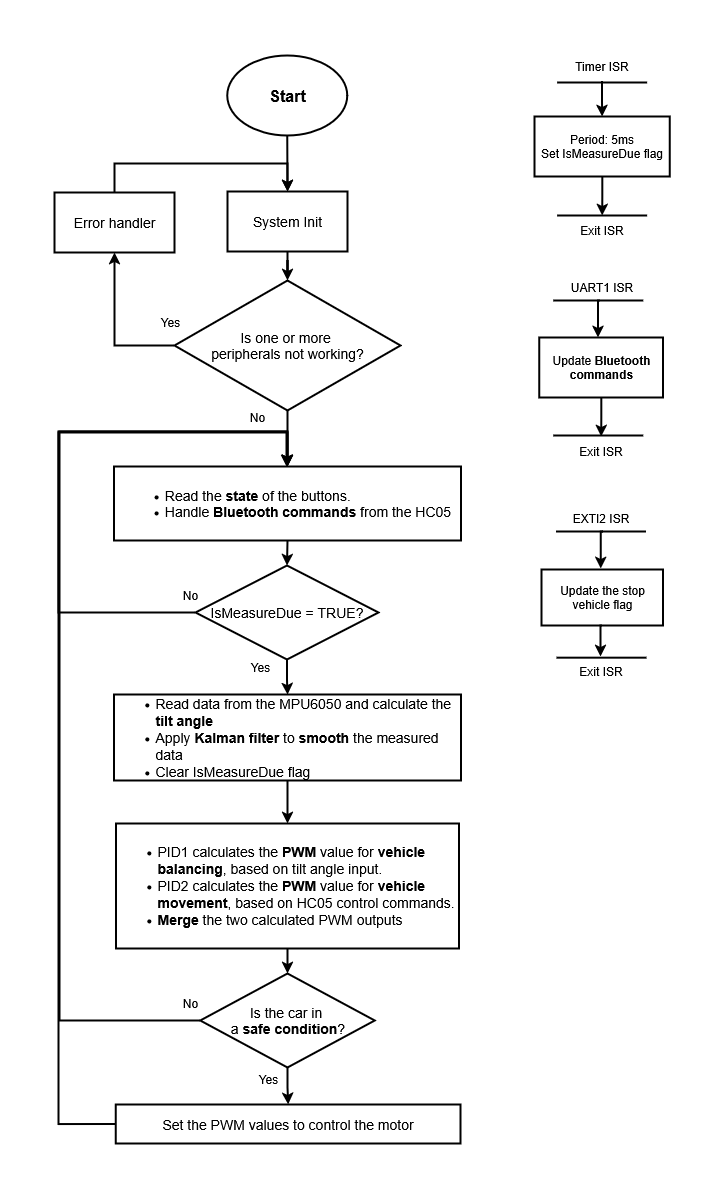 Start
Error handler
System Init
Yes
Is one or more
peripherals not working?
No
• Read the state of the buttons.
• Handle Bluetooth commands from the HC05
No
IsMeasureDue = TRUE?
Yes
• Read data from the MPU6050 and calculate the
tilt angle
• Apply Kalman filter to smooth the measured
data
• Clear IsMeasureDue flag
• PID1 calculates the PWM value for vehicle
balancing, based on tilt angle input.
• PID2 calculates the PWM value for vehicle
movement, based on HC05 control commands.
• Merge the two calculated PWM outputs
No
Is the car in
a safe condition?
Yes
Set the PWM values to control the motor
Timer ISR
Period: 5ms
Set IsMeasureDue flag
Exit ISR
UART1 ISR
Update Bluetooth
commands
Exit ISR
EXTI2 ISR
Update the stop
vehicle flag
Exit ISR